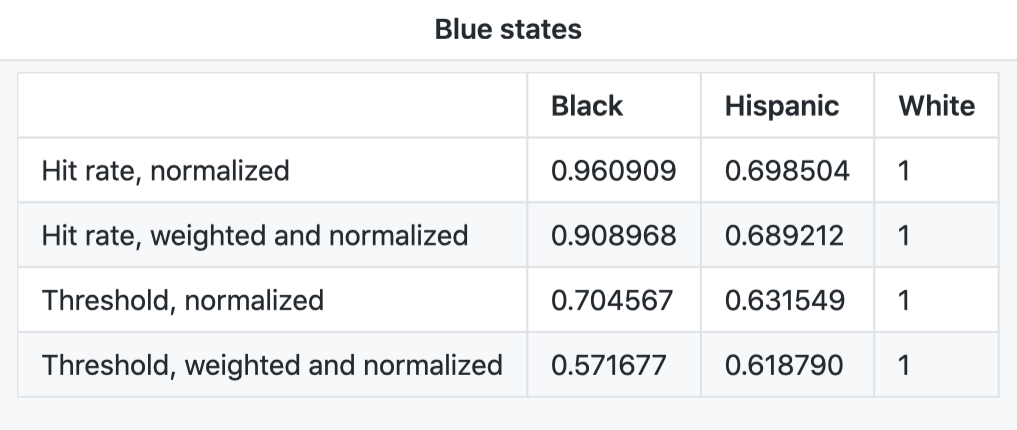 Blue states
Black Hispanic White
Hit rate, normalized 0.960909 0.698504 1
Hit rate, weighted and normalized 0.908968 0.689212 1
Threshold, normalized 0.704567 0.631549 1
Threshold, weighted and normalized 0.571677 0.618790 1